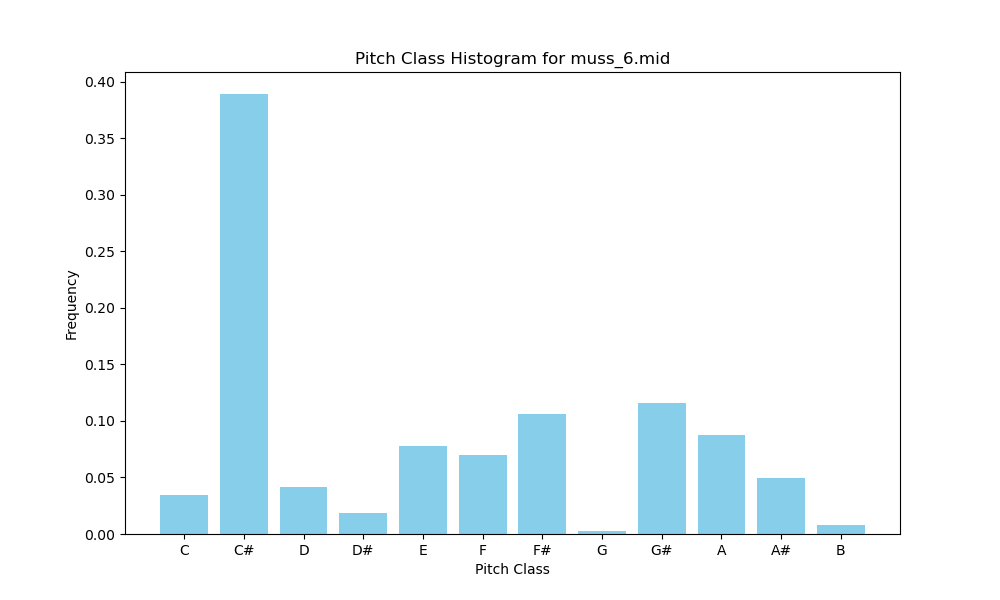 Pitch Class Histogram for muss_6.mid
Frequency
0.40
0.35
0.30
0.25
0.20
0.15
0.10
0.05
0.00
C C# D D# E F F# G G# A A# B
Pitch Class